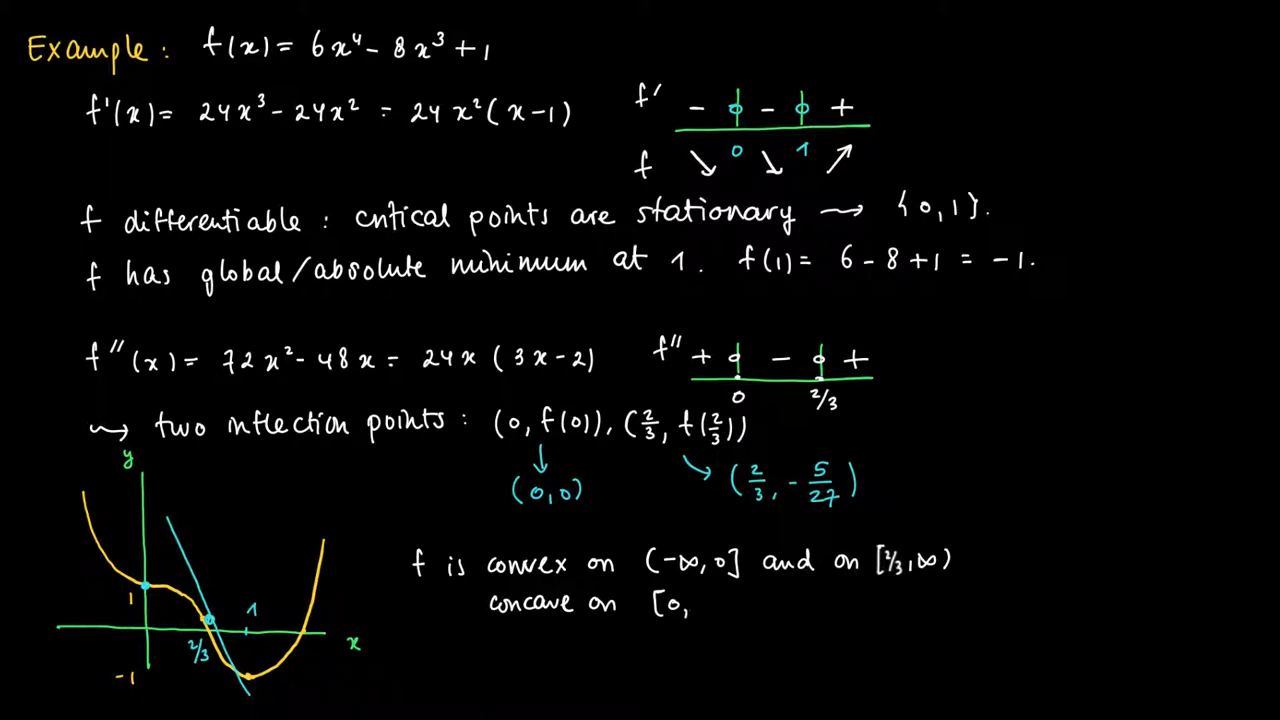 Example: f(x) = 6x⁴ - 8x³ + 1
f'(x) = 24x³ - 24x² = 24x²(x-1)
f' - 0 - 0 +
0 1
f ↘ ↘ ↗
f differentiable: critical points are stationary → {0,1}.
f has global/absolute minimum at 1. f(1) = 6 - 8 + 1 = -1.
f''(x) = 72x² - 48x = 24x (3x-2)
f'' + 0 - 0 +
0 2/3
⤳ two inflection points: (0, f(0)), (2/3, f(2/3))
(0,0)
(2/3, -5/27)
f is convex on (-∞, 0] and on [2/3, ∞)
concave on [0,
y
1
1
2/3
x
-1